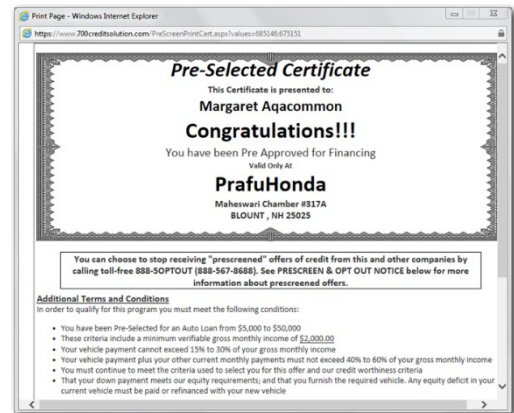 Print Page - Windows Internet Explorer
https://www.700creditsolution.com/PreScreenPrintCert.aspx?values=685146:675151
Pre-Selected Certificate
This Certificate is presented to:
Margaret Aqacommon
Congratulations!!!
You have been Pre Approved for Financing
Valid Only At
PrafuHonda
Maheswari Chamber #317A
BLOUNT , NH 25025
You can choose to stop receiving "prescreened" offers of credit from this and other companies by
calling toll-free 888-5OPTOUT (888-567-8688). See PRESCREEN & OPT OUT NOTICE below for more
information about prescreened offers.
Additional Terms and Conditions
In order to qualify for this program you must meet the following conditions:
• You have been Pre-Selected for an Auto Loan from $5,000 to $50,000
• These criteria include a minimum verifiable gross monthly income of $2,000.00
• Your vehicle payment cannot exceed 15% to 30% of your gross monthly income
• Your vehicle payment plus your other current monthly payments must not exceed 40% to 60% of your gross monthly income
• You must continue to meet the criteria used to select you for this offer and our credit worthiness criteria
• That your down payment meets our equity requirements; and that you furnish the required vehicle. Any equity deficit in your
current vehicle must be paid or refinanced with your new vehicle